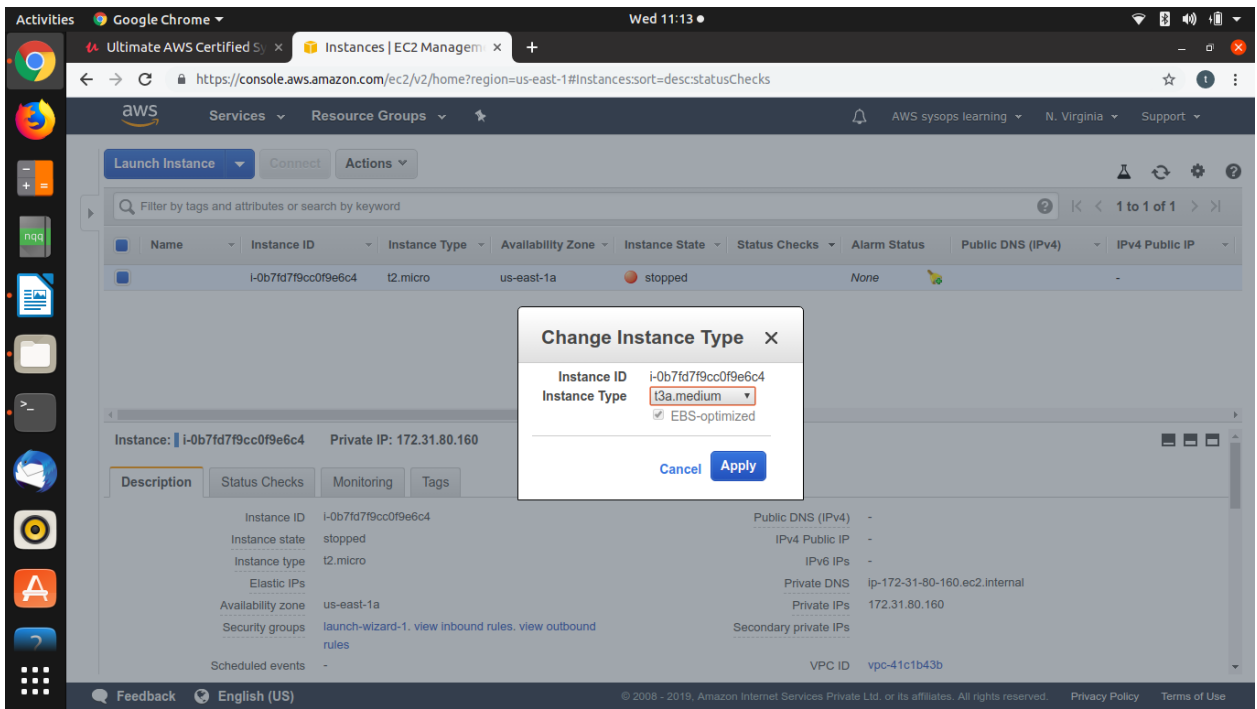 Activities Google Chrome Wed 11:13
Ultimate AWS Certified Sy Instances | EC2 Managem
https://console.aws.amazon.com/ec2/v2/home?region=us-east-1#Instances:sort=desc:statusChecks t
aws Services Resource Groups AWS sysops learning N. Virginia Support
Launch Instance Connect Actions
Filter by tags and attributes or search by keyword 1 to 1 of 1
Name Instance ID Instance Type Availability Zone Instance State Status Checks Alarm Status Public DNS (IPv4) IPv4 Public IP
i-0b7fd7f9cc0f9e6c4 t2.micro us-east-1a stopped None -
Change Instance Type
Instance ID i-0b7fd7f9cc0f9e6c4
Instance Type t3a.medium
EBS-optimized
Cancel Apply
Instance: i-0b7fd7f9cc0f9e6c4 Private IP: 172.31.80.160
Description Status Checks Monitoring Tags
Instance ID i-0b7fd7f9cc0f9e6c4 Public DNS (IPv4) -
Instance state stopped IPv4 Public IP -
Instance type t2.micro IPv6 IPs -
Elastic IPs Private DNS ip-172-31-80-160.ec2.internal
Availability zone us-east-1a Private IPs 172.31.80.160
Security groups launch-wizard-1. view inbound rules. view outbound rules Secondary private IPs
Scheduled events - VPC ID vpc-41c1b43b
Feedback English (US) © 2008 - 2019, Amazon Internet Services Private Ltd. or its affiliates. All rights reserved. Privacy Policy Terms of Use
nqq